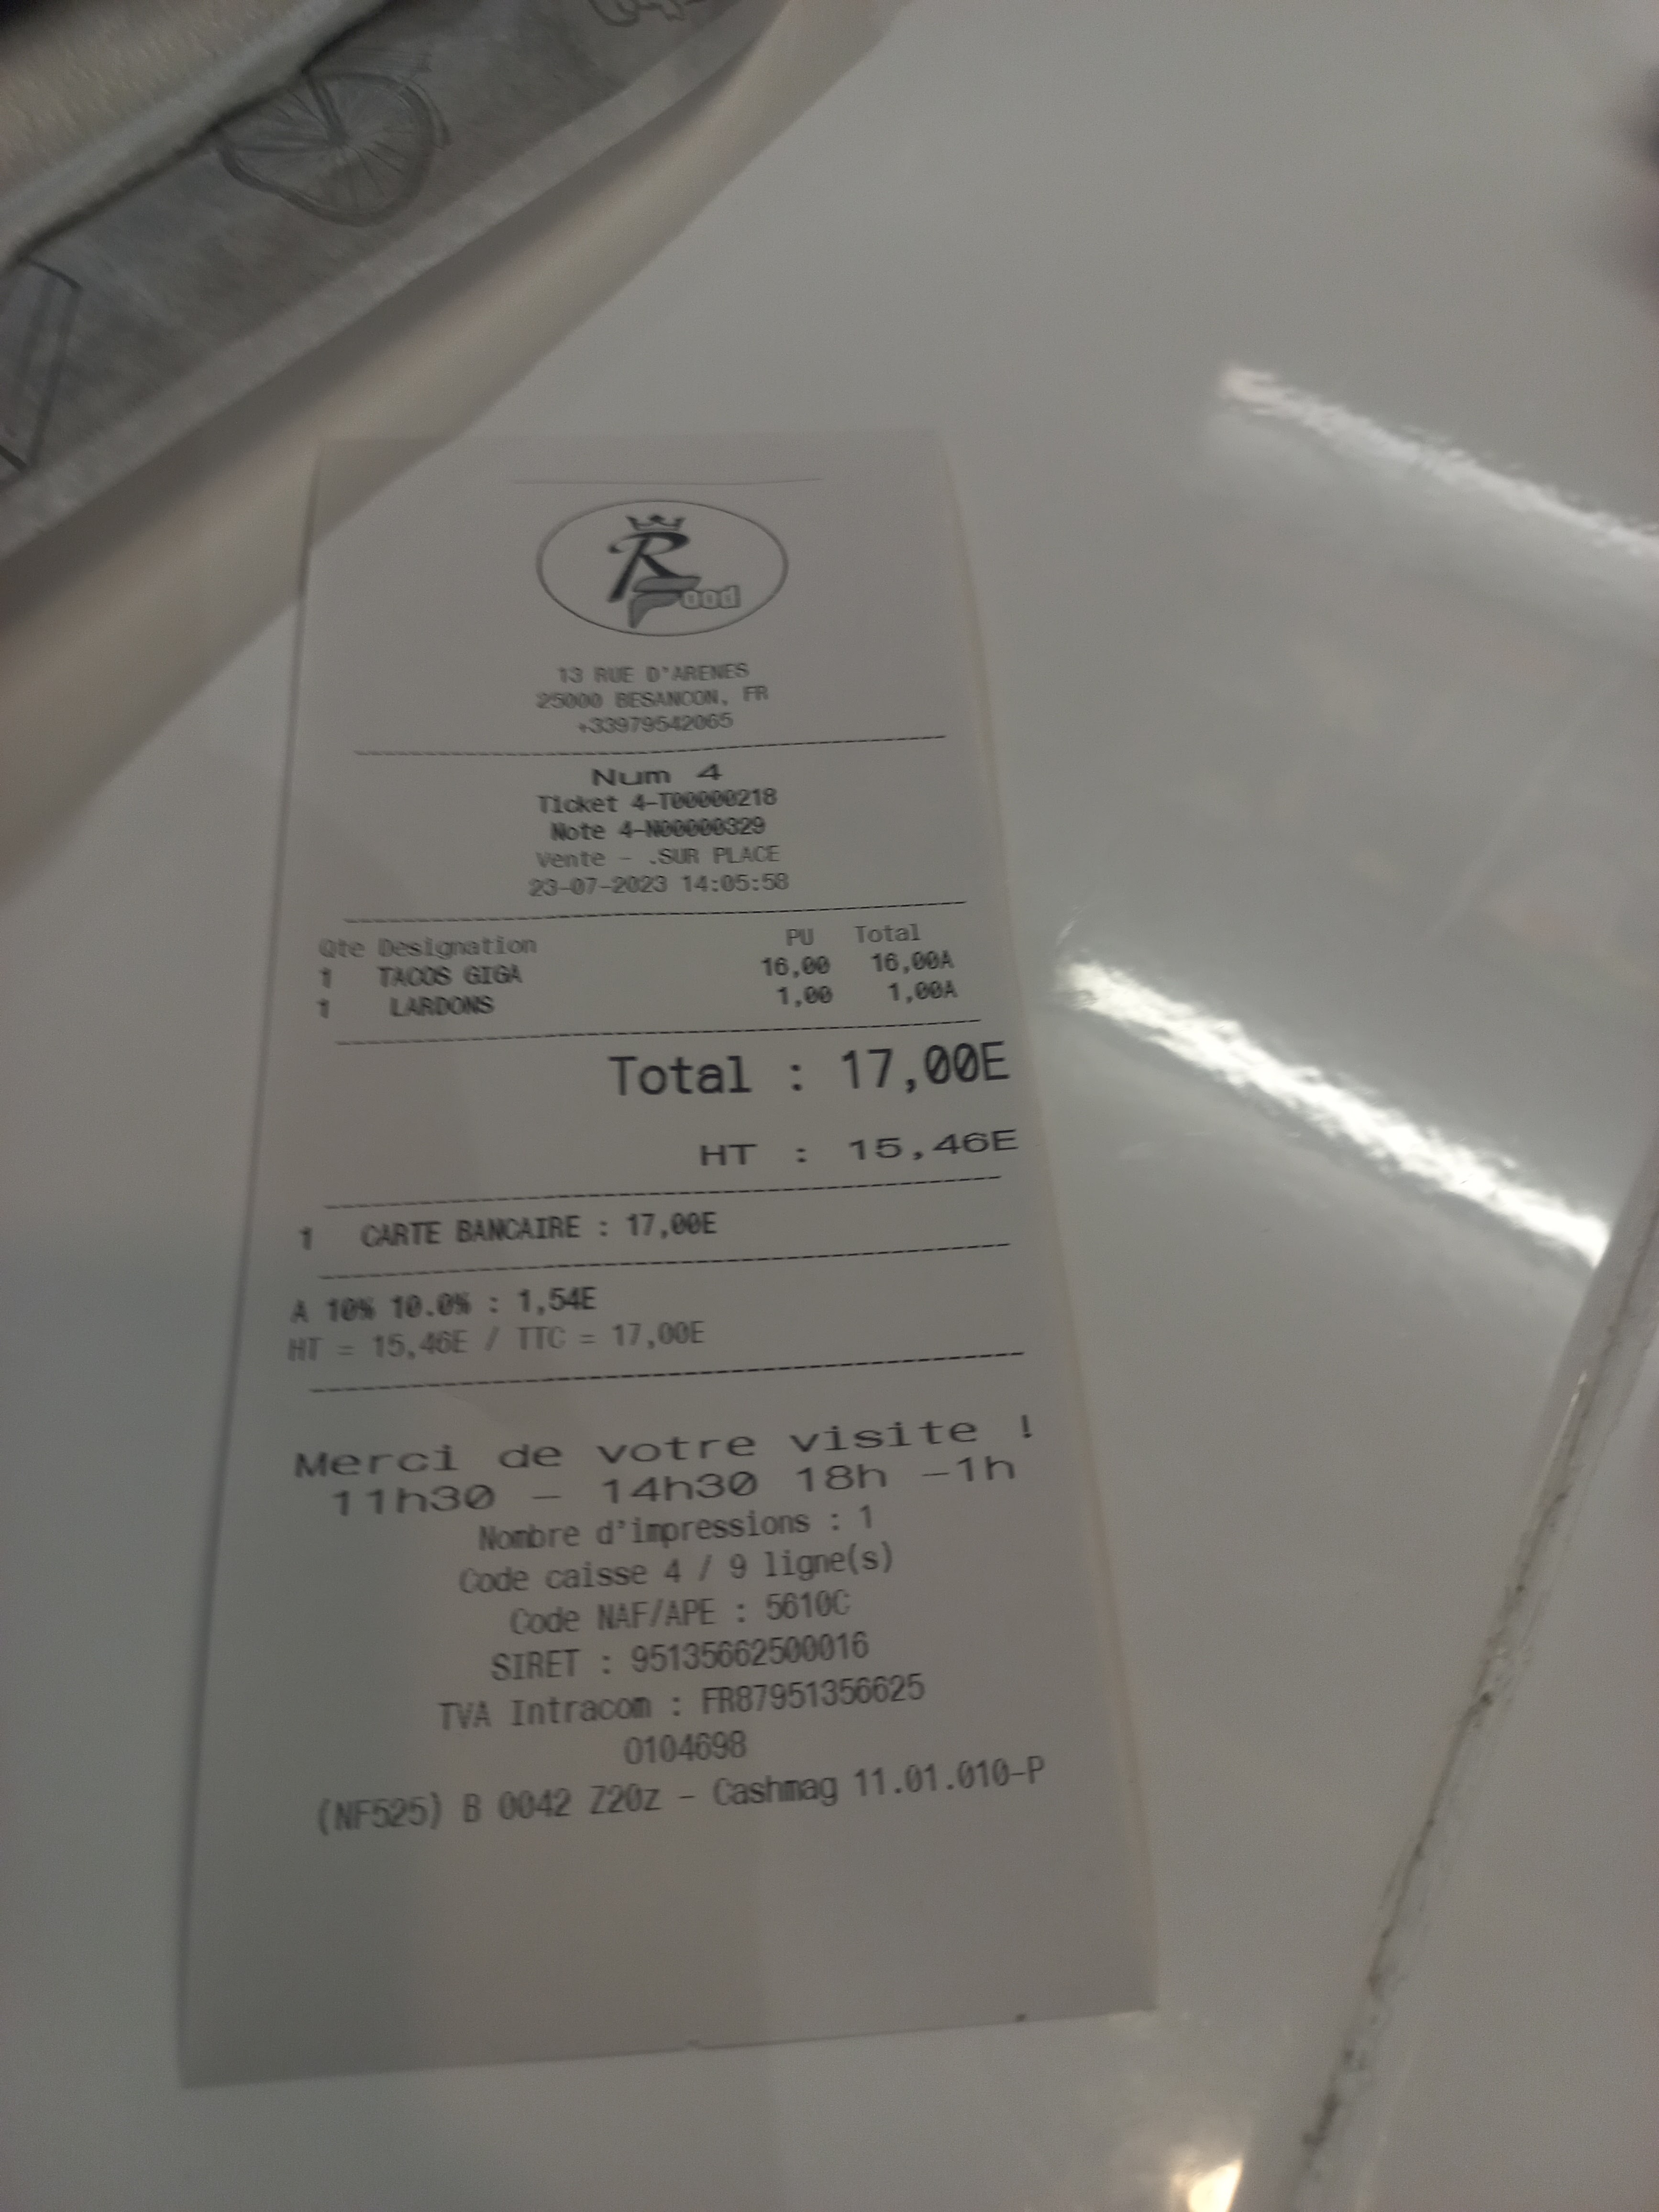 R Food
13 RUE D'ARENES
25000 BESANCON, FR
+33979542065
Num 4
Ticket 4-T00000218
Note 4-N00000329
Vente - .SUR PLACE
23-07-2023 14:05:58
Qte Designation PU Total
1 TACOS GIGA 16,00 16,00A
1 LARDONS 1,00 1,00A
Total : 17,00E
HT : 15,46E
1 CARTE BANCAIRE : 17,00E
A 10% 10.0% : 1,54E
HT = 15,46E / TTC = 17,00E
Merci de votre visite !
11h30 - 14h30 18h -1h
Nombre d'impressions : 1
Code caisse 4 / 9 ligne(s)
Code NAF/APE : 5610C
SIRET : 95135662500016
TVA Intracom : FR87951356625
0104698
(NF525) B 0042 Z20z - Cashmag 11.01.010-P